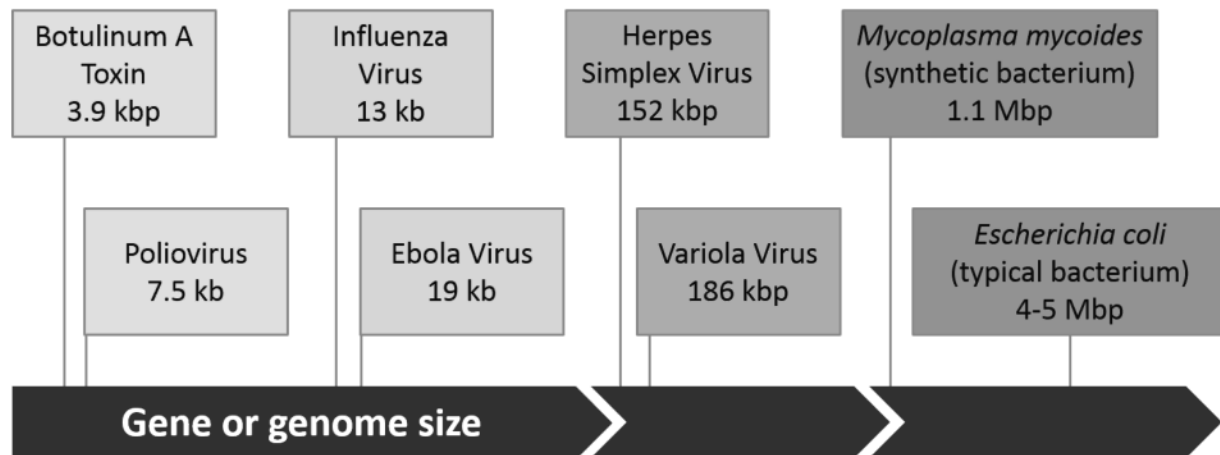 Botulinum A
Toxin
3.9 kbp
Influenza
Virus
13 kb
Herpes
Simplex Virus
152 kbp
Mycoplasma mycoides
(synthetic bacterium)
1.1 Mbp
Poliovirus
7.5 kb
Ebola Virus
19 kb
Variola Virus
186 kbp
Escherichia coli
(typical bacterium)
4-5 Mbp
Gene or genome size